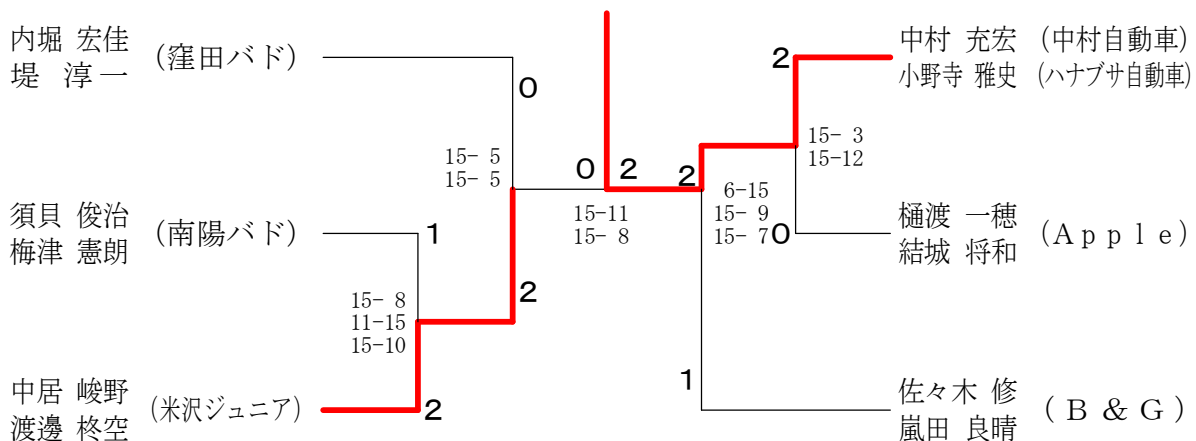 内堀 宏佳
堤 淳一
(窪田バド)
0
15- 5
15- 5
須貝 俊治
梅津 憲朗
(南陽バド)
1
15- 8
11-15
15-10
2
中居 峻野
渡邊 柊空
(米沢ジュニア)
2
0 2
15-11
15- 8
中村 充宏 (中村自動車)
小野寺 雅史 (ハナブサ自動車)
2
15- 3
15-12
2
6-15
15- 9
15- 7
0
樋渡 一穂
結城 将和
(Apple)
1
佐々木 修
嵐田 良晴
(B & G)